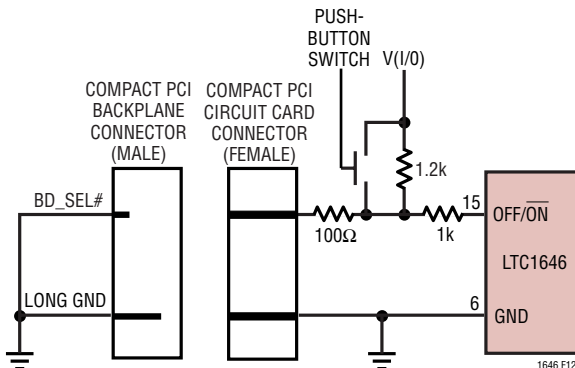 PUSH-
BUTTON
SWITCH
V(I/0)
COMPACT PCI
BACKPLANE
CONNECTOR
(MALE)
COMPACT PCI
CIRCUIT CARD
CONNECTOR
(FEMALE)
1.2k
BD_SEL#
15
OFF/ON
100Ω
1k
LTC1646
LONG GND
6
GND
1646 F12